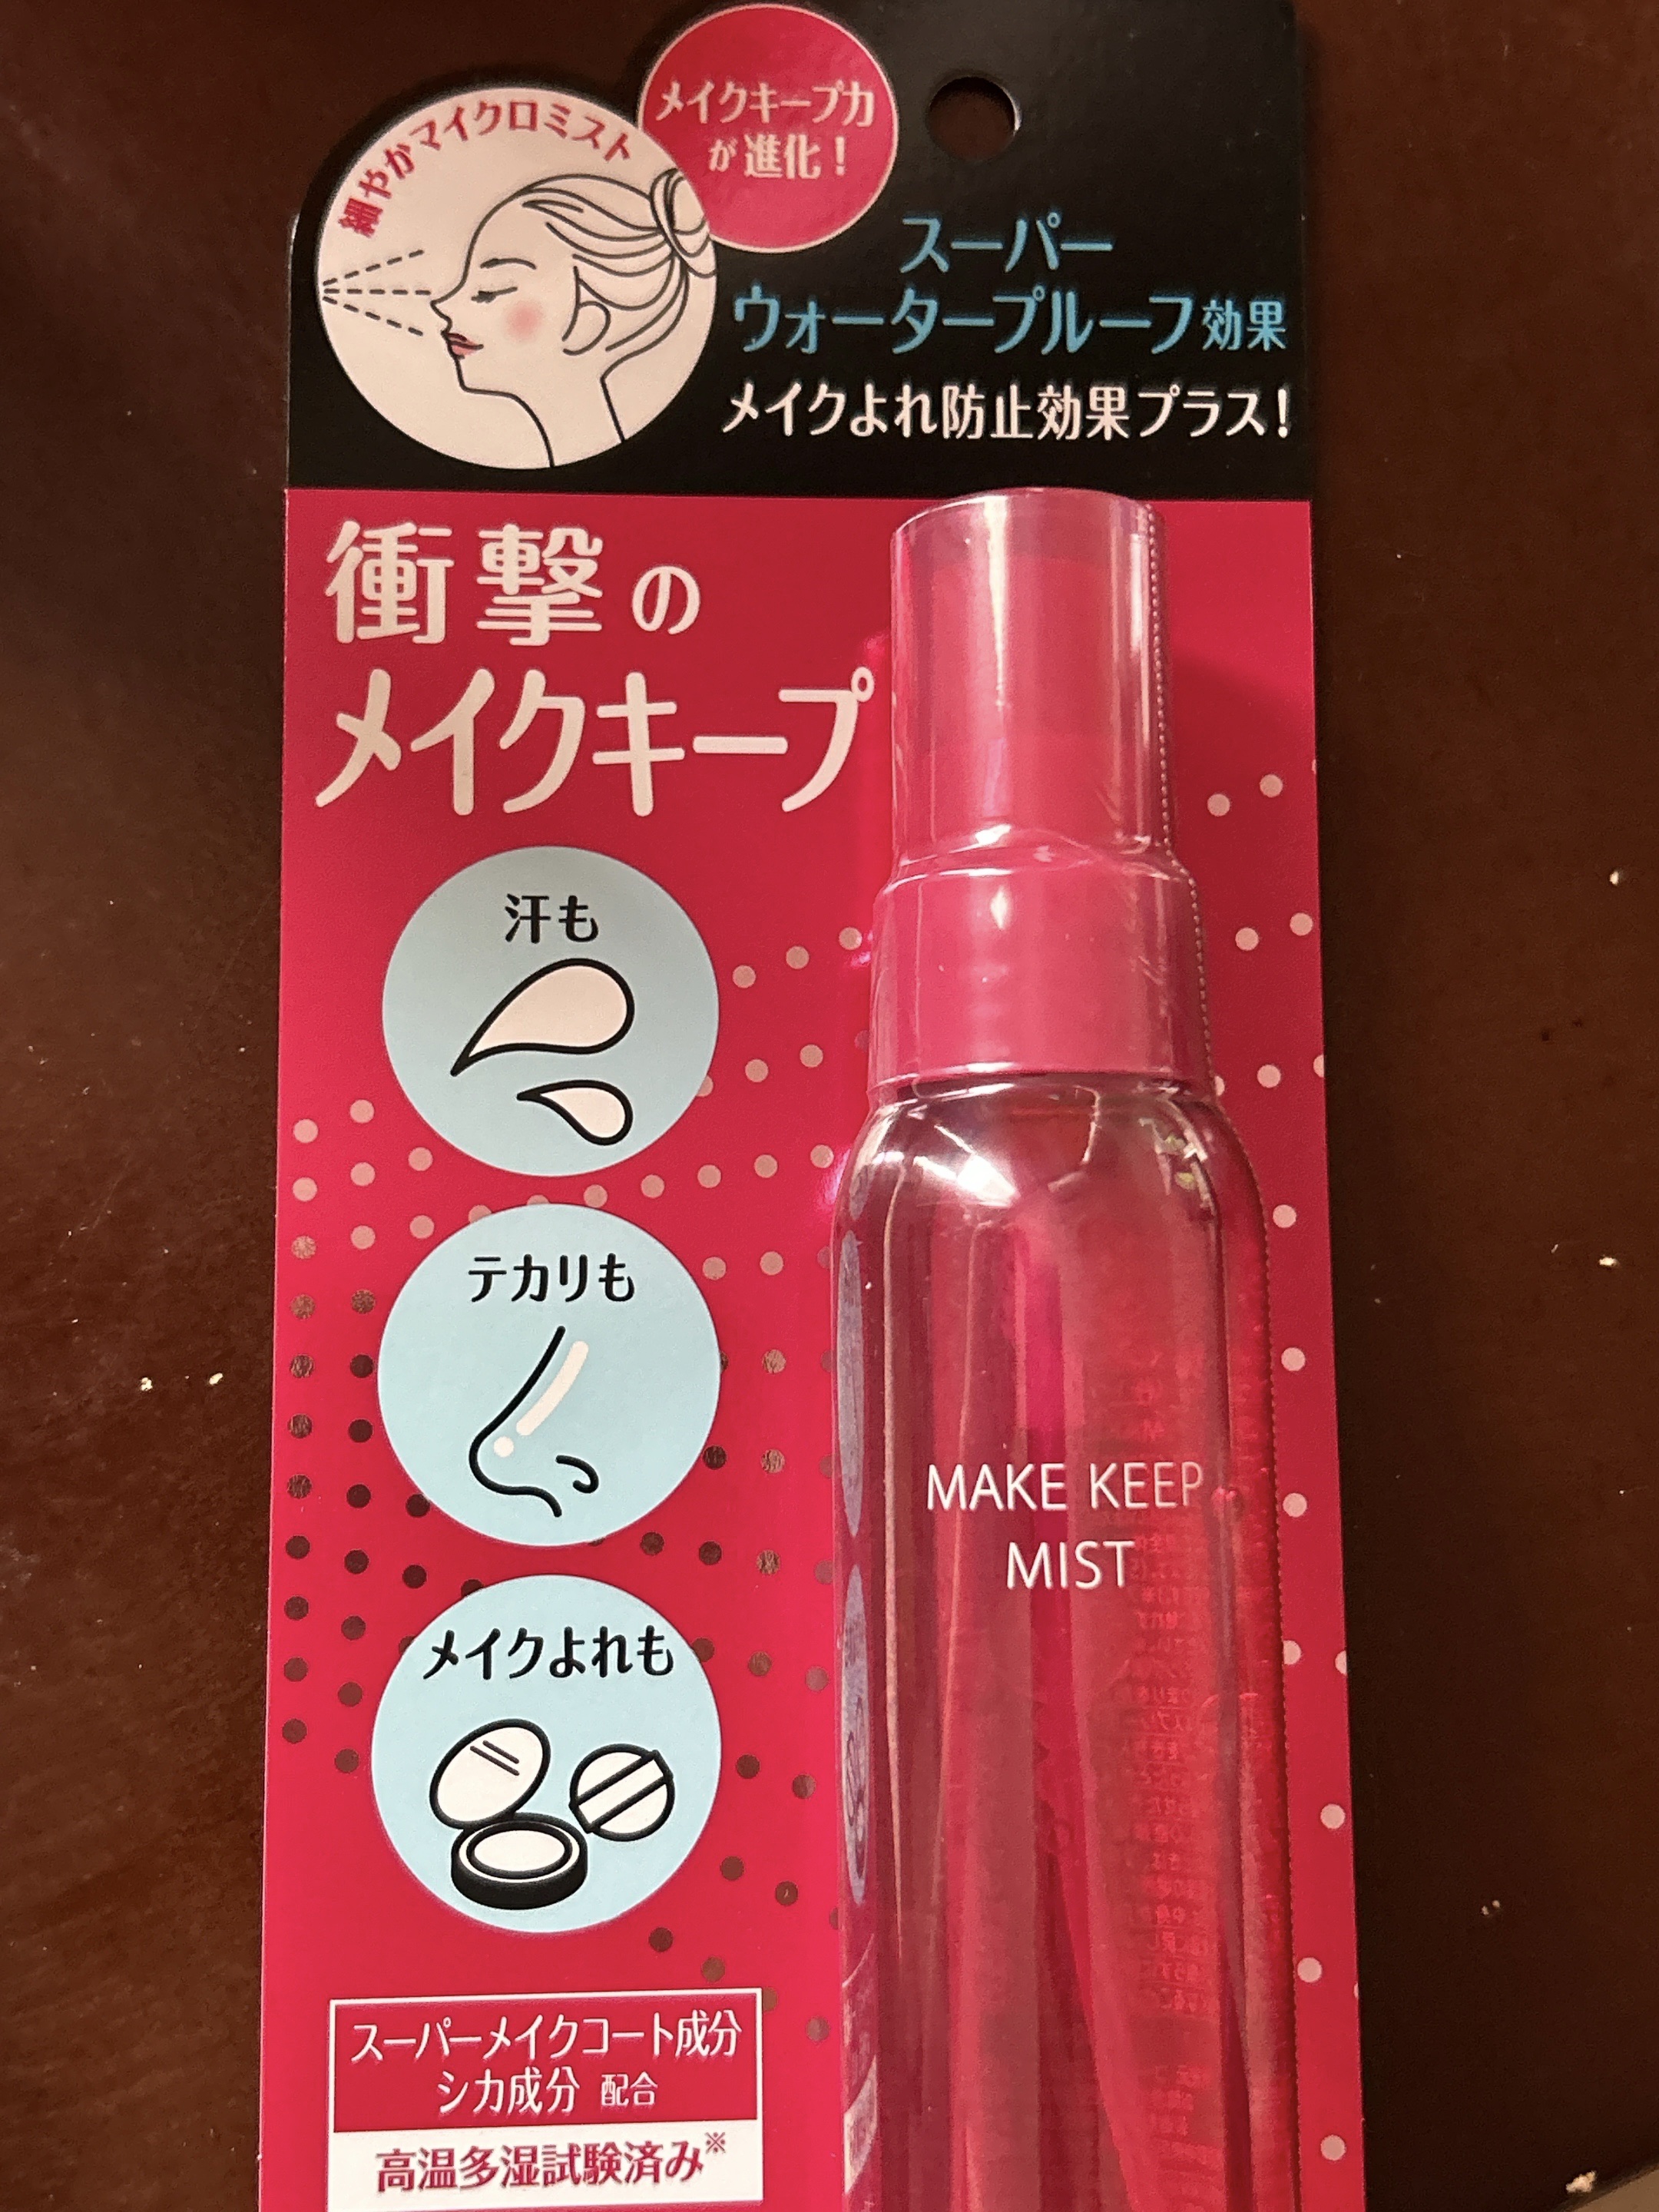 メイクキープ力
が進化！
繊やかマイクロミスト
スーパー
ウォータープルーフ効果
メイクよれ防止効果プラス！
衝撃の
メイクキープ
汗も
テカリも
メイクよれも
MAKE KEEP
MIST
スーパーメイクコート成分
シカ成分 配合
高温多湿試験済み※